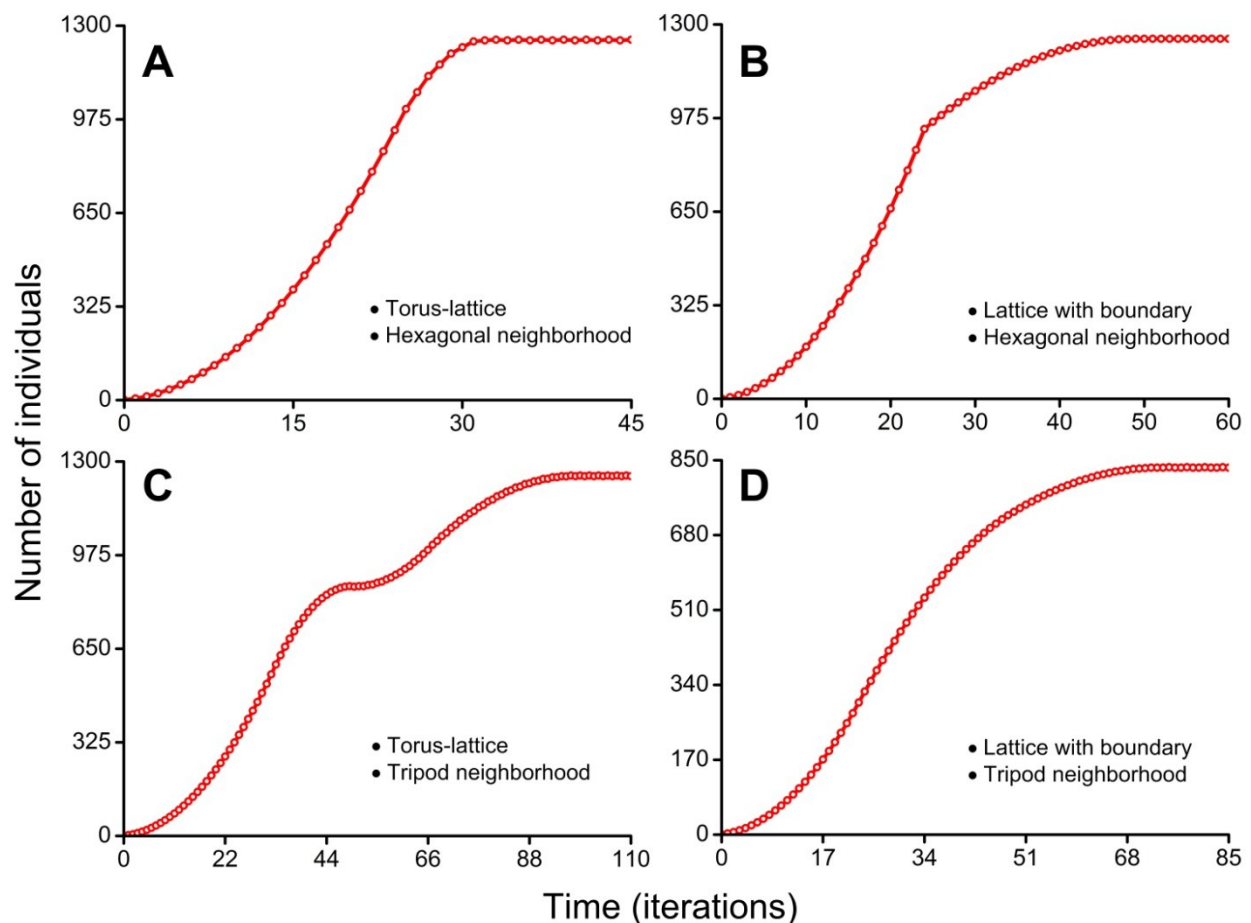 Number of individuals
A
1300
975
650
325
0
0 15 30 45
• Torus-lattice
• Hexagonal neighborhood
B
1300
975
650
325
0
0 10 20 30 40 50 60
• Lattice with boundary
• Hexagonal neighborhood
C
1300
975
650
325
0
0 22 44 66 88 110
• Torus-lattice
• Tripod neighborhood
D
850
680
510
340
170
0
0 17 34 51 68 85
• Lattice with boundary
• Tripod neighborhood
Time (iterations)